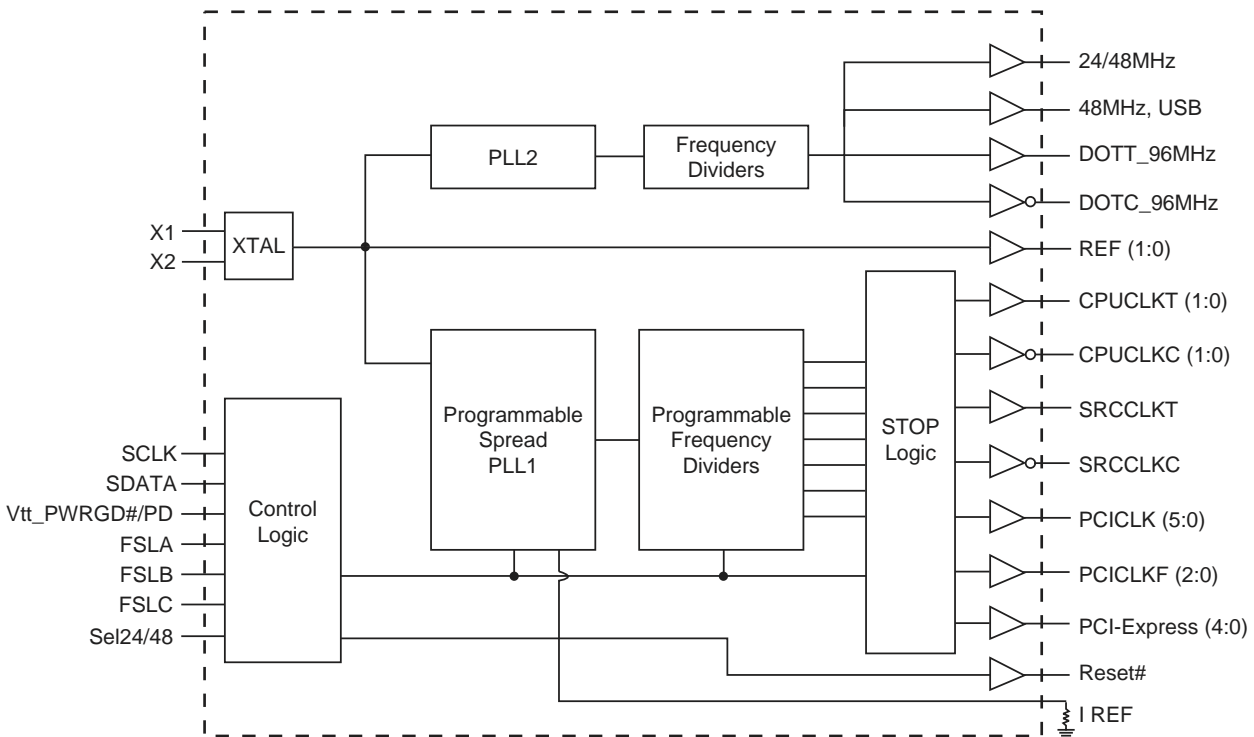 24/48MHz
48MHz, USB
PLL2
Frequency
Dividers
DOTT_96MHz
DOTC_96MHz
X1
X2
XTAL
REF (1:0)
CPUCLKT (1:0)
CPUCLKC (1:0)
Programmable
Spread
PLL1
Programmable
Frequency
Dividers
STOP
Logic
SRCCLKT
SRCCLKC
SCLK
SDATA
Vtt_PWRGD#/PD
FSLA
FSLB
FSLC
Sel24/48
Control
Logic
PCICLK (5:0)
PCICLKF (2:0)
PCI-Express (4:0)
Reset#
I REF